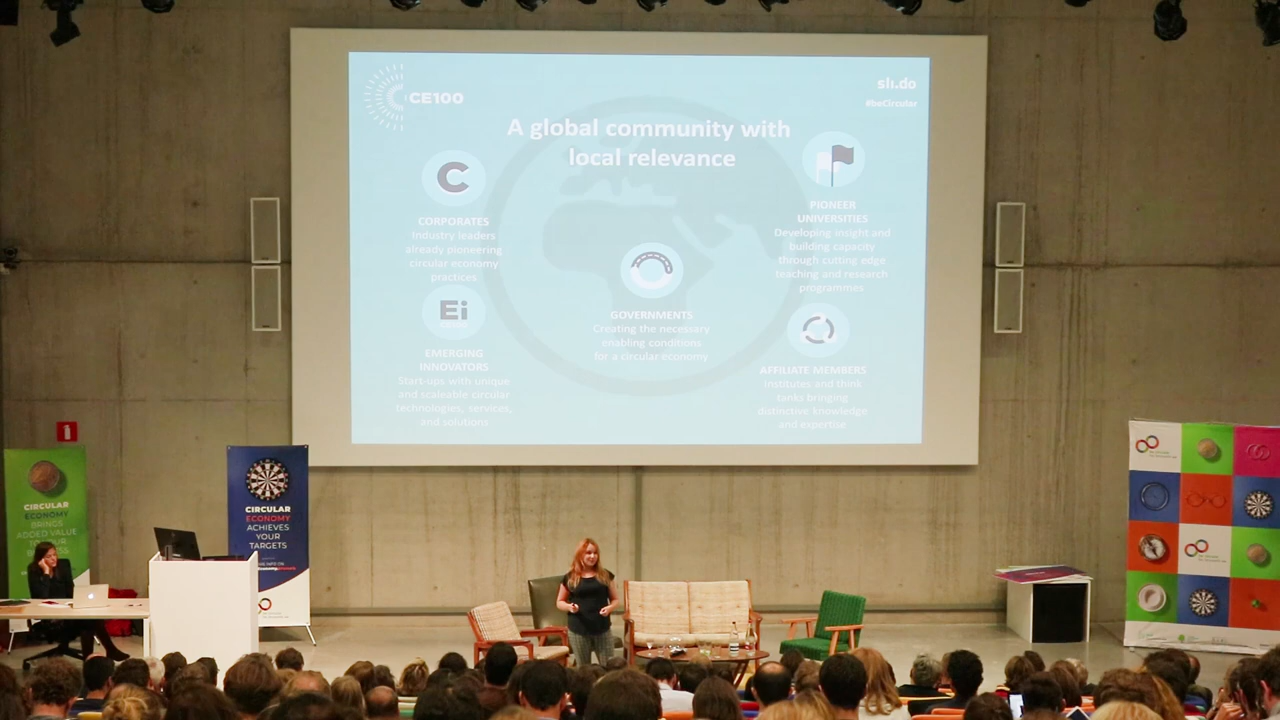 CE100
sli.do
#beCircular
A global community with
local relevance
CORPORATES
Industry leaders
already pioneering
circular economy
practices
EMERGING
INNOVATORS
Start-ups with unique
and scaleable circular
technologies, services,
and solutions
GOVERNMENTS
Creating the necessary
enabling conditions
for a circular economy
PIONEER
UNIVERSITIES
Developing insight and
building capacity
through cutting edge
teaching and research
programmes
AFFILIATE MEMBERS
Institutes and think
tanks bringing
distinctive knowledge
and expertise
CIRCULAR
ECONOMY
BRINGS
ADDED VALUE
TO YOUR
CIRCULAR
ECONOMY
ACHIEVES
YOUR
TARGETS